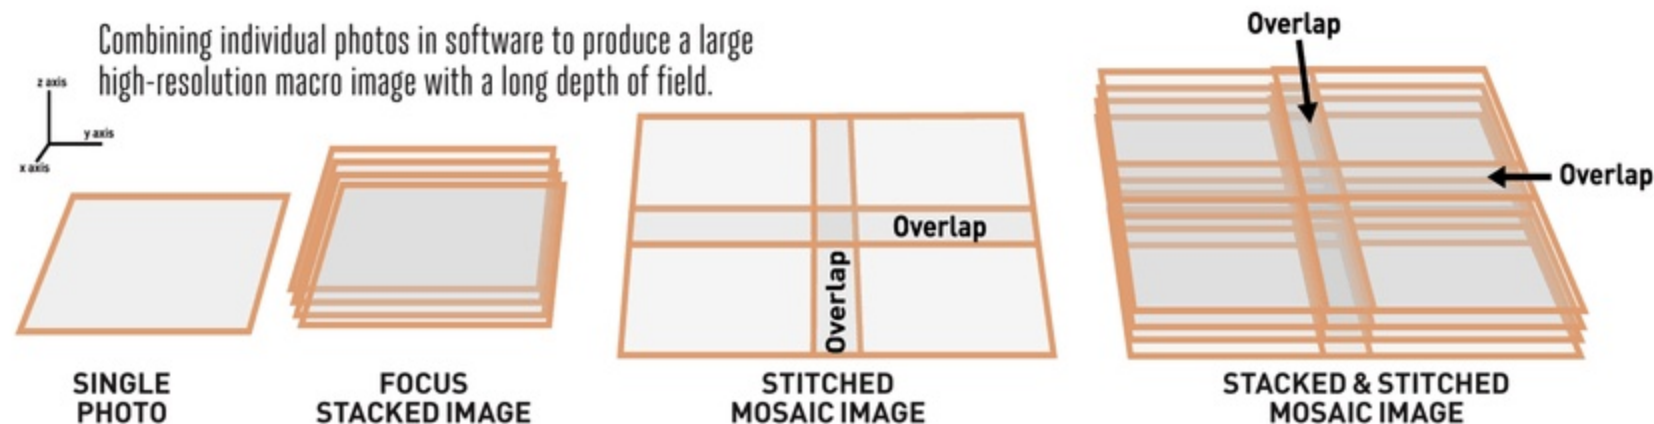 Combining individual photos in software to produce a large
high-resolution macro image with a long depth of field.
z axis
y axis
x axis
SINGLE
PHOTO
FOCUS
STACKED IMAGE
Overlap
Overlap
STITCHED
MOSAIC IMAGE
Overlap
Overlap
STACKED & STITCHED
MOSAIC IMAGE